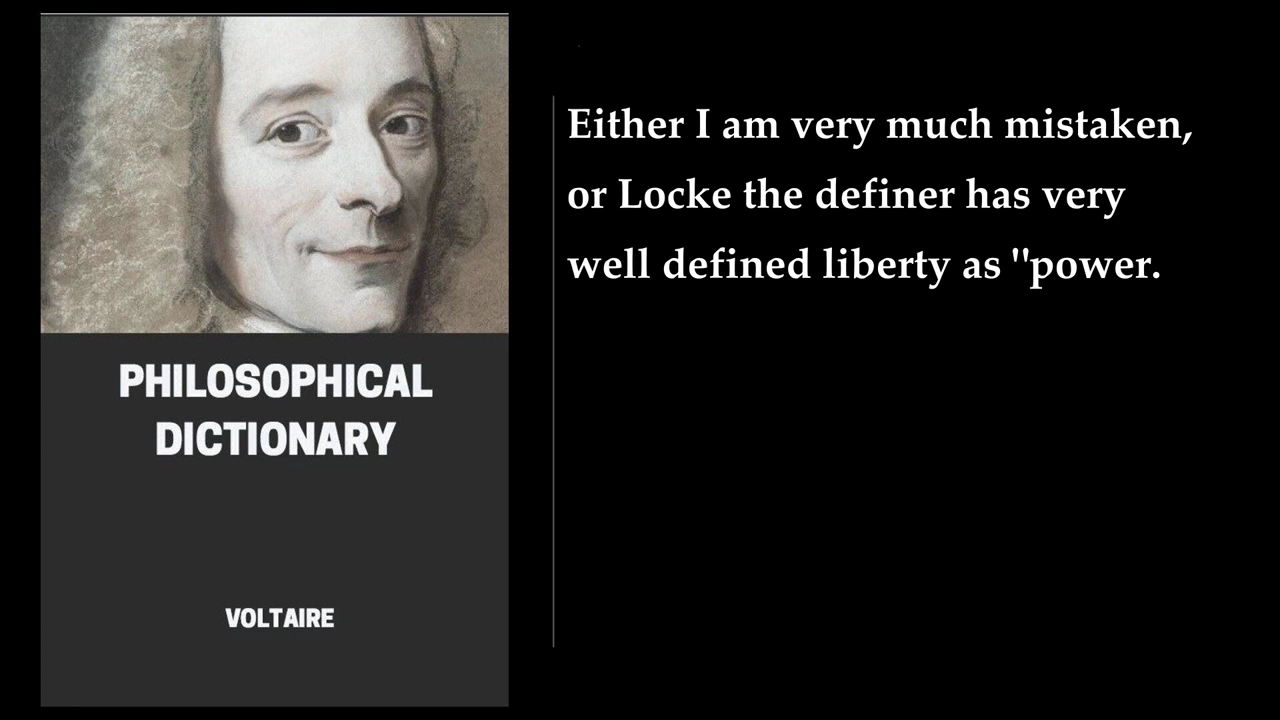 PHILOSOPHICAL
DICTIONARY
VOLTAIRE
Either I am very much mistaken,
or Locke the definer has very
well defined liberty as "power.